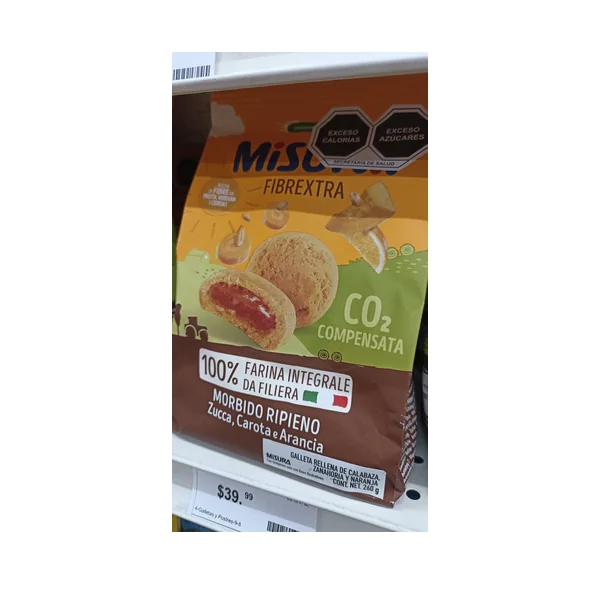 EXCESO
CALORÍAS
EXCESO
AZÚCARES
SECRETARÍA DE SALUD
MiSURA
FIBREXTRA
CO₂
COMPENSATA
100% FARINA INTEGRALE
DA FILIERA
MORBIDO RIPIENO
Zucca, Carota e Arancia
MiSURA
GALLETA RELLENA DE CALABAZA,
ZANAHORIA Y NARANJA
CONT. NET. 260 g
$39.99